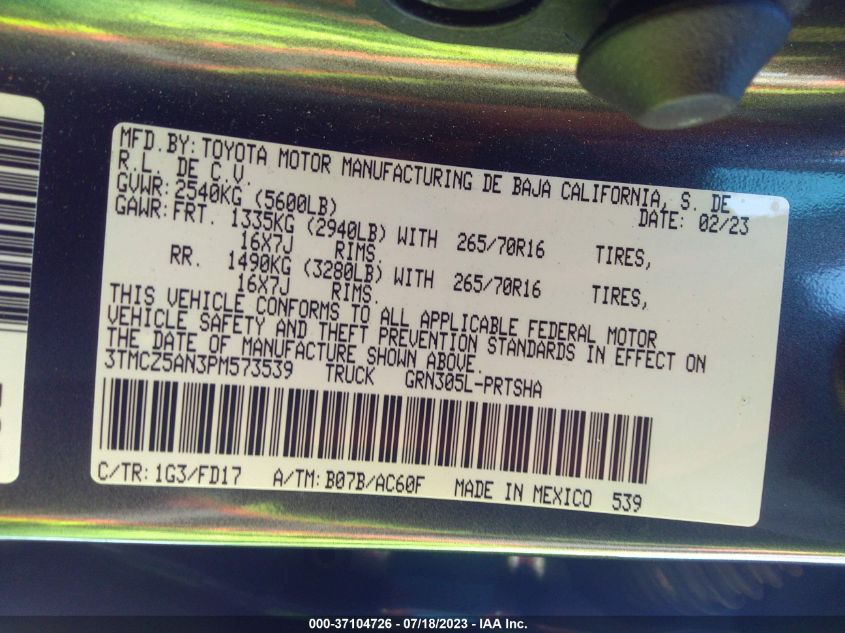 MFD.BY:TOYOTA MOTOR MANUFACTURING DE BAJA CALIFORNIA, S. DE
R.L. DE C.V.
DATE: 02/23
GVWR:2540KG (5600LB)
GAWR:FRT. 1335KG (2940LB) WITH 265/70R16 TIRES,
16X7J RIMS.
RR. 1490KG (3280LB) WITH 265/70R16 TIRES,
16X7J RIMS.
THIS VEHICLE CONFORMS TO ALL APPLICABLE FEDERAL MOTOR
VEHICLE SAFETY AND THEFT PREVENTION STANDARDS IN EFFECT ON
THE DATE OF MANUFACTURE SHOWN ABOVE.
3TMCZ5AN3PM573539 TRUCK GRN305L-PRTSHA
C/TR:1G3/FD17 A/TM:B07B/AC60F MADE IN MEXICO 539
000-37104726 - 07/18/2023 - IAA Inc.